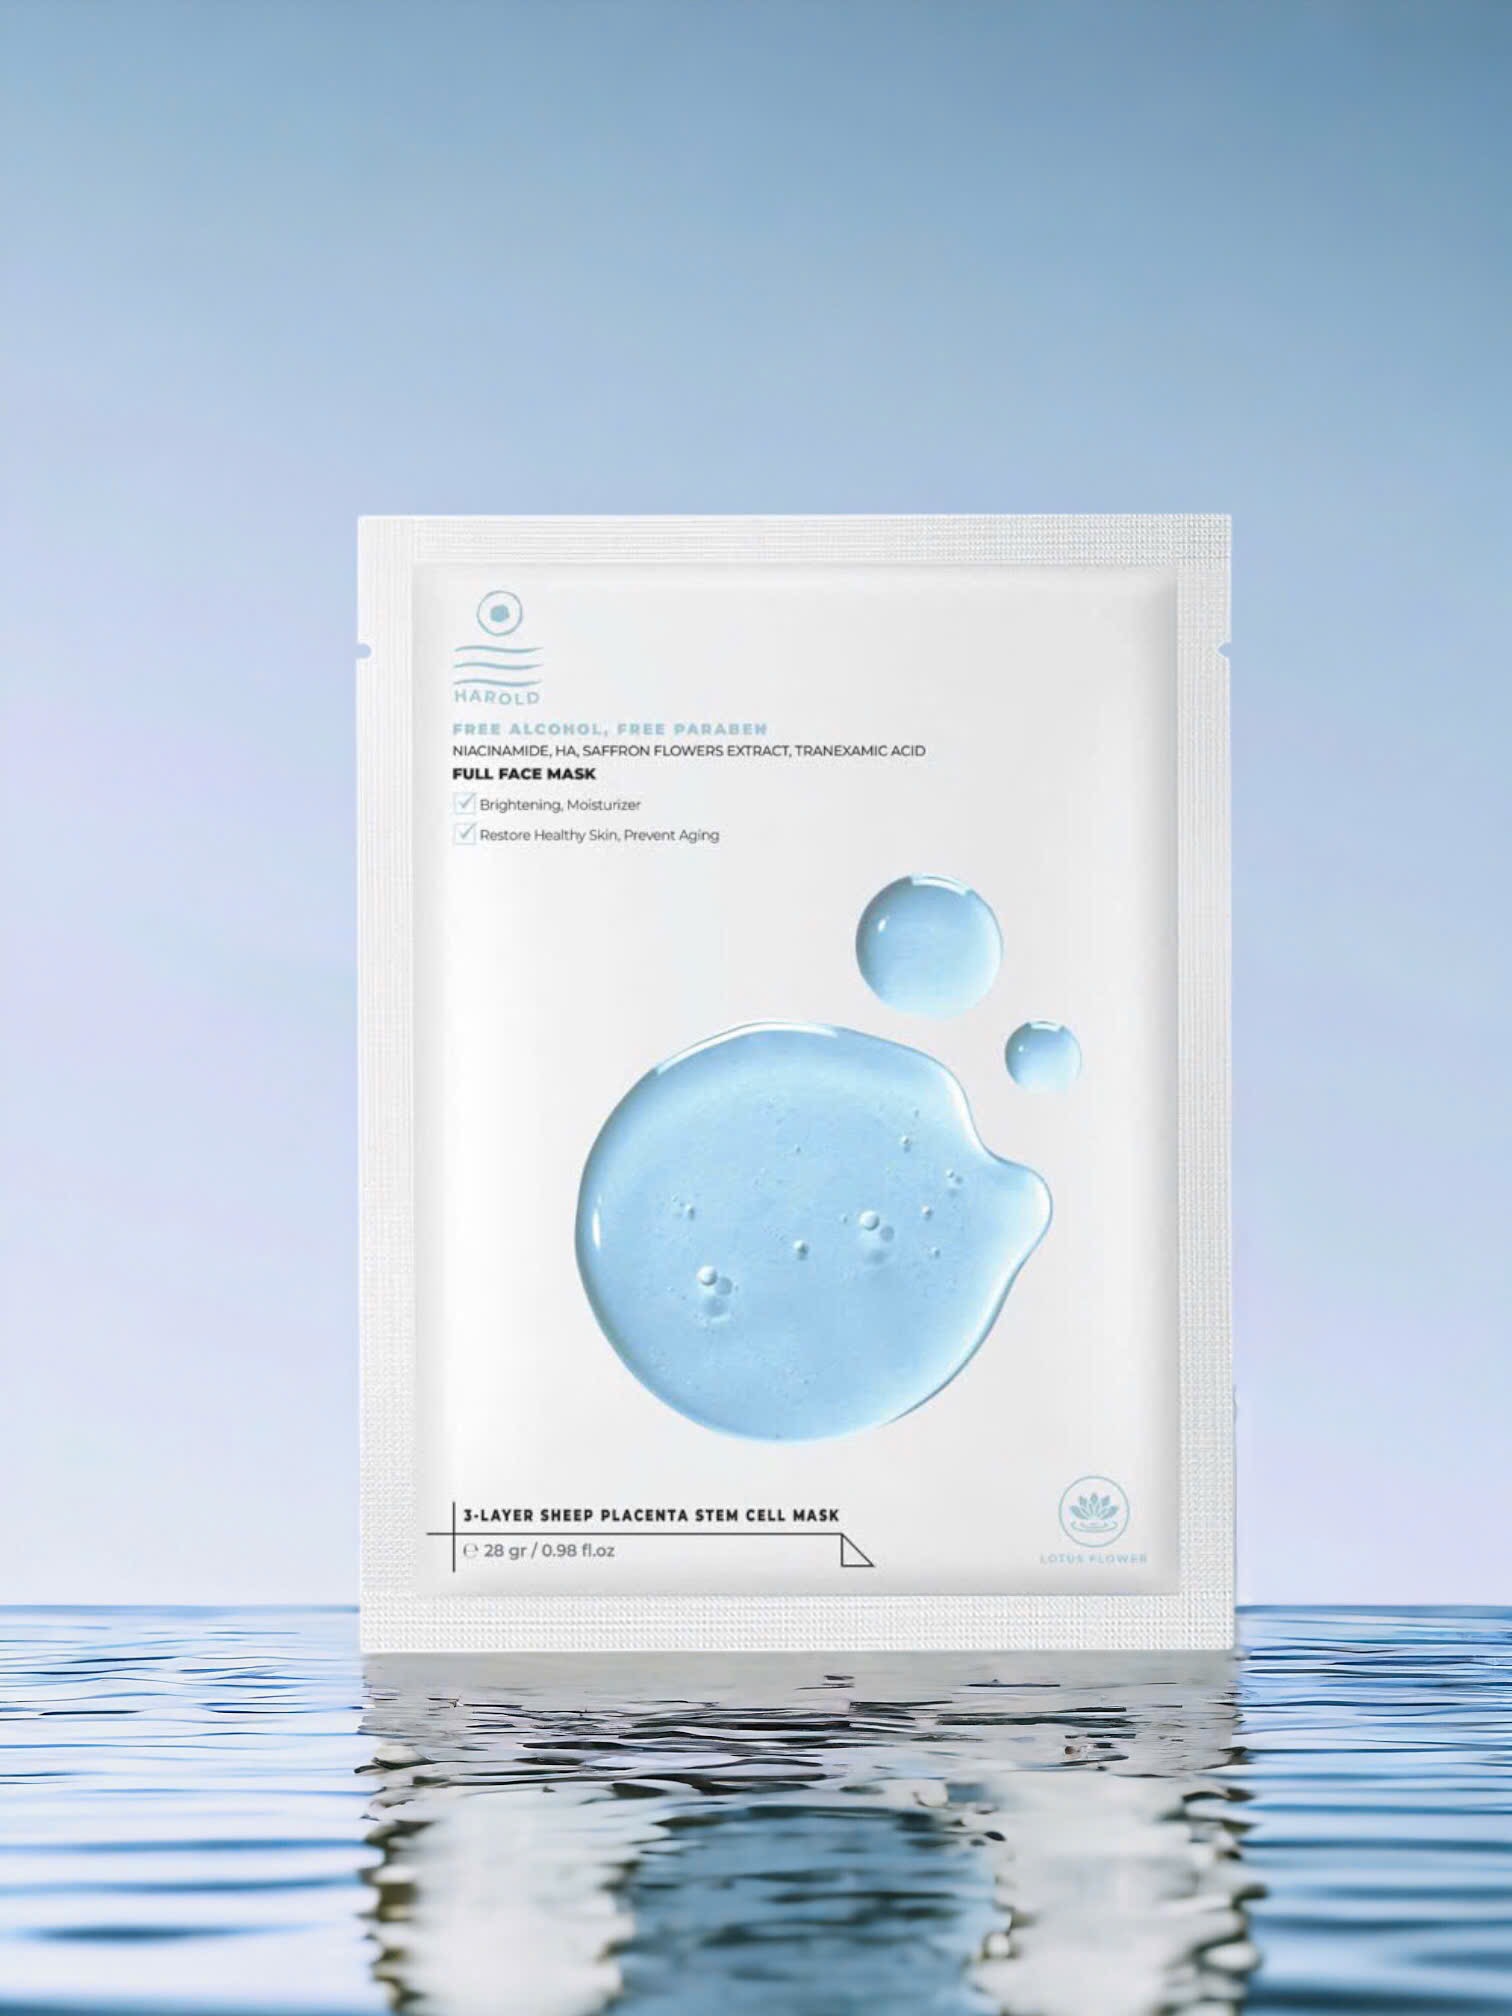 HAROLD
FREE ALCOHOL, FREE PARABEN
NIACINAMIDE, HA, SAFFRON FLOWERS EXTRACT, TRANEXAMIC ACID
FULL FACE MASK
Brightening, Moisturizer
Restore Healthy Skin, Prevent Aging
3-LAYER SHEEP PLACENTA STEM CELL MASK
℮ 28 gr / 0.98 fl.oz
LOTUS FLOWER